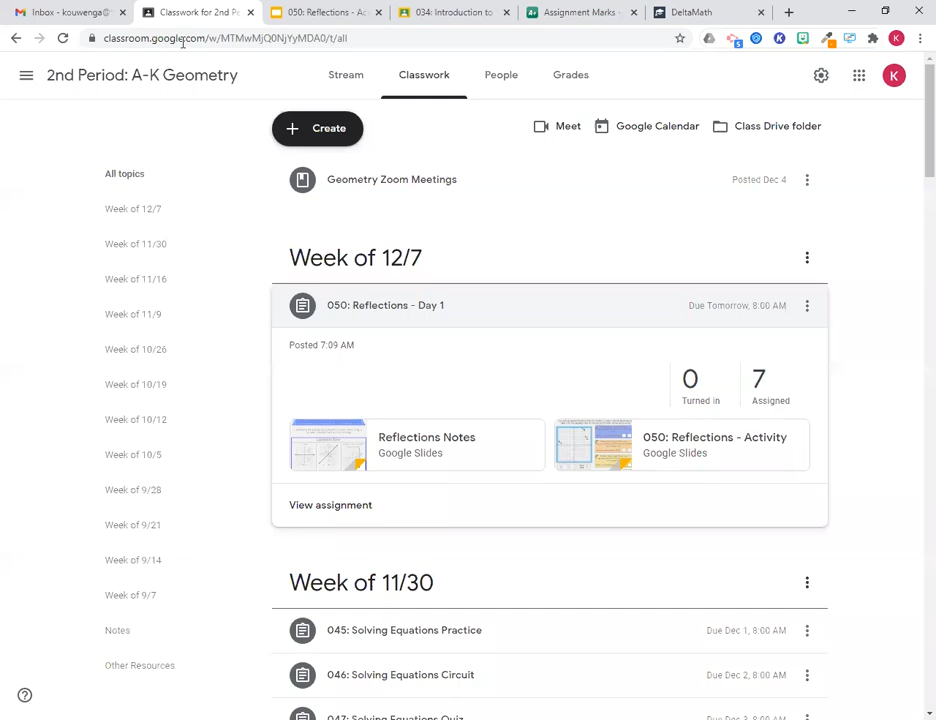 Inbox - kouwenga@
Classwork for 2nd Pe
050: Reflections - Ac
034: Introduction to
Assignment Marks -
DeltaMath
classroom.google.com/w/MTMwMjQ0NjYyMDA0/t/all
5
K
2nd Period: A-K Geometry
Stream
Classwork
People
Grades
K
Create
Meet
Google Calendar
Class Drive folder
All topics
Week of 12/7
Week of 11/30
Week of 11/16
Week of 11/9
Week of 10/26
Week of 10/19
Week of 10/12
Week of 10/5
Week of 9/28
Week of 9/21
Week of 9/14
Week of 9/7
Notes
Other Resources
Geometry Zoom Meetings
Posted Dec 4
Week of 12/7
050: Reflections - Day 1
Due Tomorrow, 8:00 AM
Posted 7:09 AM
0
Turned in
7
Assigned
Reflections Notes
Google Slides
050: Reflections - Activity
Google Slides
View assignment
Week of 11/30
045: Solving Equations Practice
Due Dec 1, 8:00 AM
046: Solving Equations Circuit
Due Dec 2, 8:00 AM
047: Solving Equations Quiz
Due Dec 3, 8:00 AM